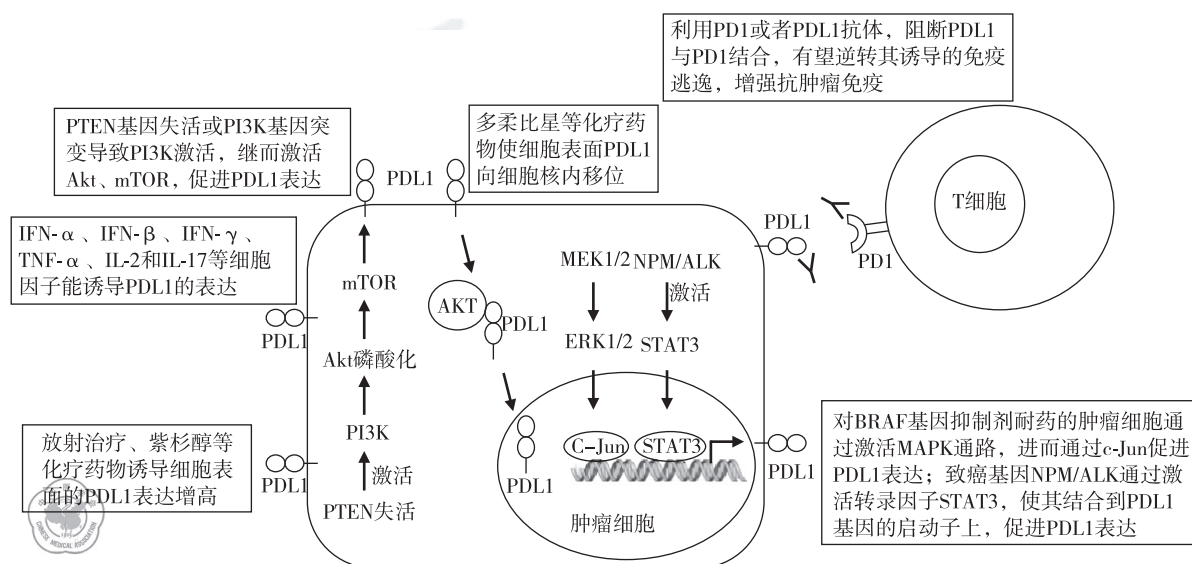 利用PD1或者PDL1抗体，阻断PDL1
与PD1结合，有望逆转其诱导的免疫
逃逸，增强抗肿瘤免疫
PTEN基因失活或PI3K基因突
变导致PI3K激活，继而激活
Akt、mTOR，促进PDL1表达
多柔比星等化疗药
物使细胞表面PDL1
向细胞核内移位
PDL1
T细胞
PDL1
PD1
IFN-α、IFN-β、IFN-γ、
TNF-α、IL-2和IL-17等细胞
因子能诱导PDL1的表达
PDL1
mTOR
Akt磷酸化
PI3K
激活
PTEN失活
AKT
PDL1
MEK1/2
ERK1/2
NPM/ALK
激活
STAT3
C-Jun
STAT3
PDL1
肿瘤细胞
放射治疗、紫杉醇等
化疗药物诱导细胞表
面的PDL1表达增高
PDL1
PDL1
对BRAF基因抑制剂耐药的肿瘤细胞通
过激活MAPK通路，进而通过c-Jun促进
PDL1表达；致癌基因NPM/ALK通过激
活转录因子STAT3，使其结合到PDL1
基因的启动子上，促进PDL1表达
CHINESE MEDICAL ASSOCIATION